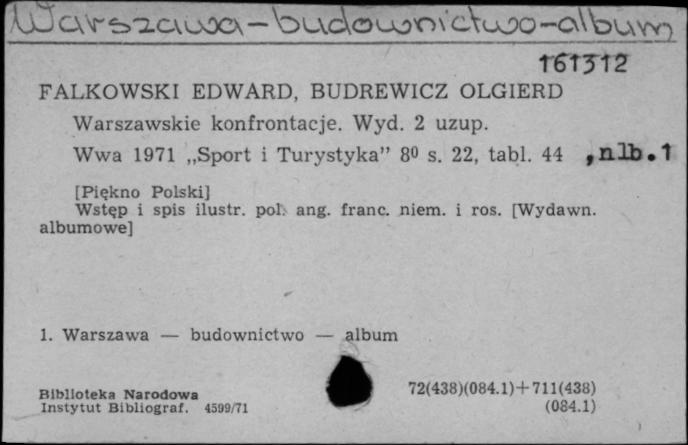 Warszawa-budownictwo-album
161312
FALKOWSKI EDWARD, BUDREWICZ OLGIERD
Warszawskie konfrontacje. Wyd. 2 uzup.
Wwa 1971 „Sport i Turystyka” 8⁰ s. 22, tabl. 44 ,nlb.1
[Piękno Polski]
Wstęp i spis ilustr. pol. ang. franc. niem. i ros. [Wydawn.
albumowe]
1. Warszawa — budownictwo — album
Biblioteka Narodowa
Instytut Bibliograf. 4599/71
72(438)(084.1)+711(438)
(084.1)